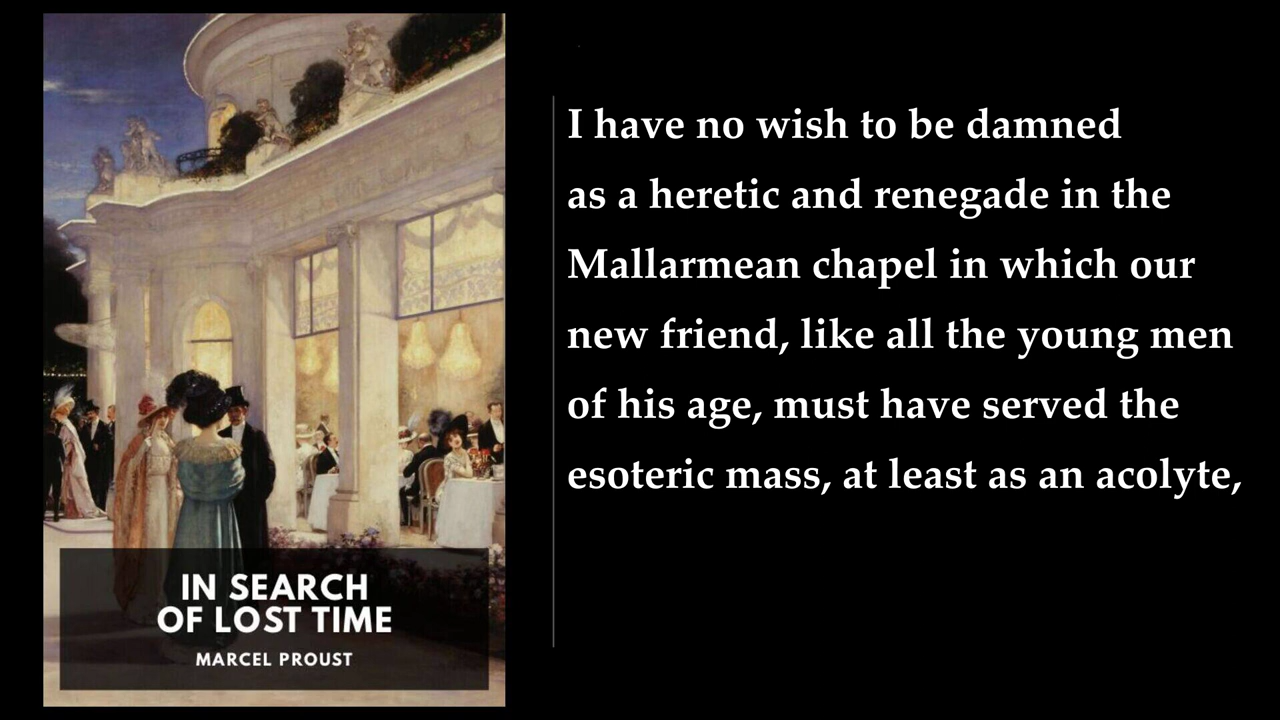 IN SEARCH
OF LOST TIME
MARCEL PROUST
I have no wish to be damned
as a heretic and renegade in the
Mallarmean chapel in which our
new friend, like all the young men
of his age, must have served the
esoteric mass, at least as an acolyte,